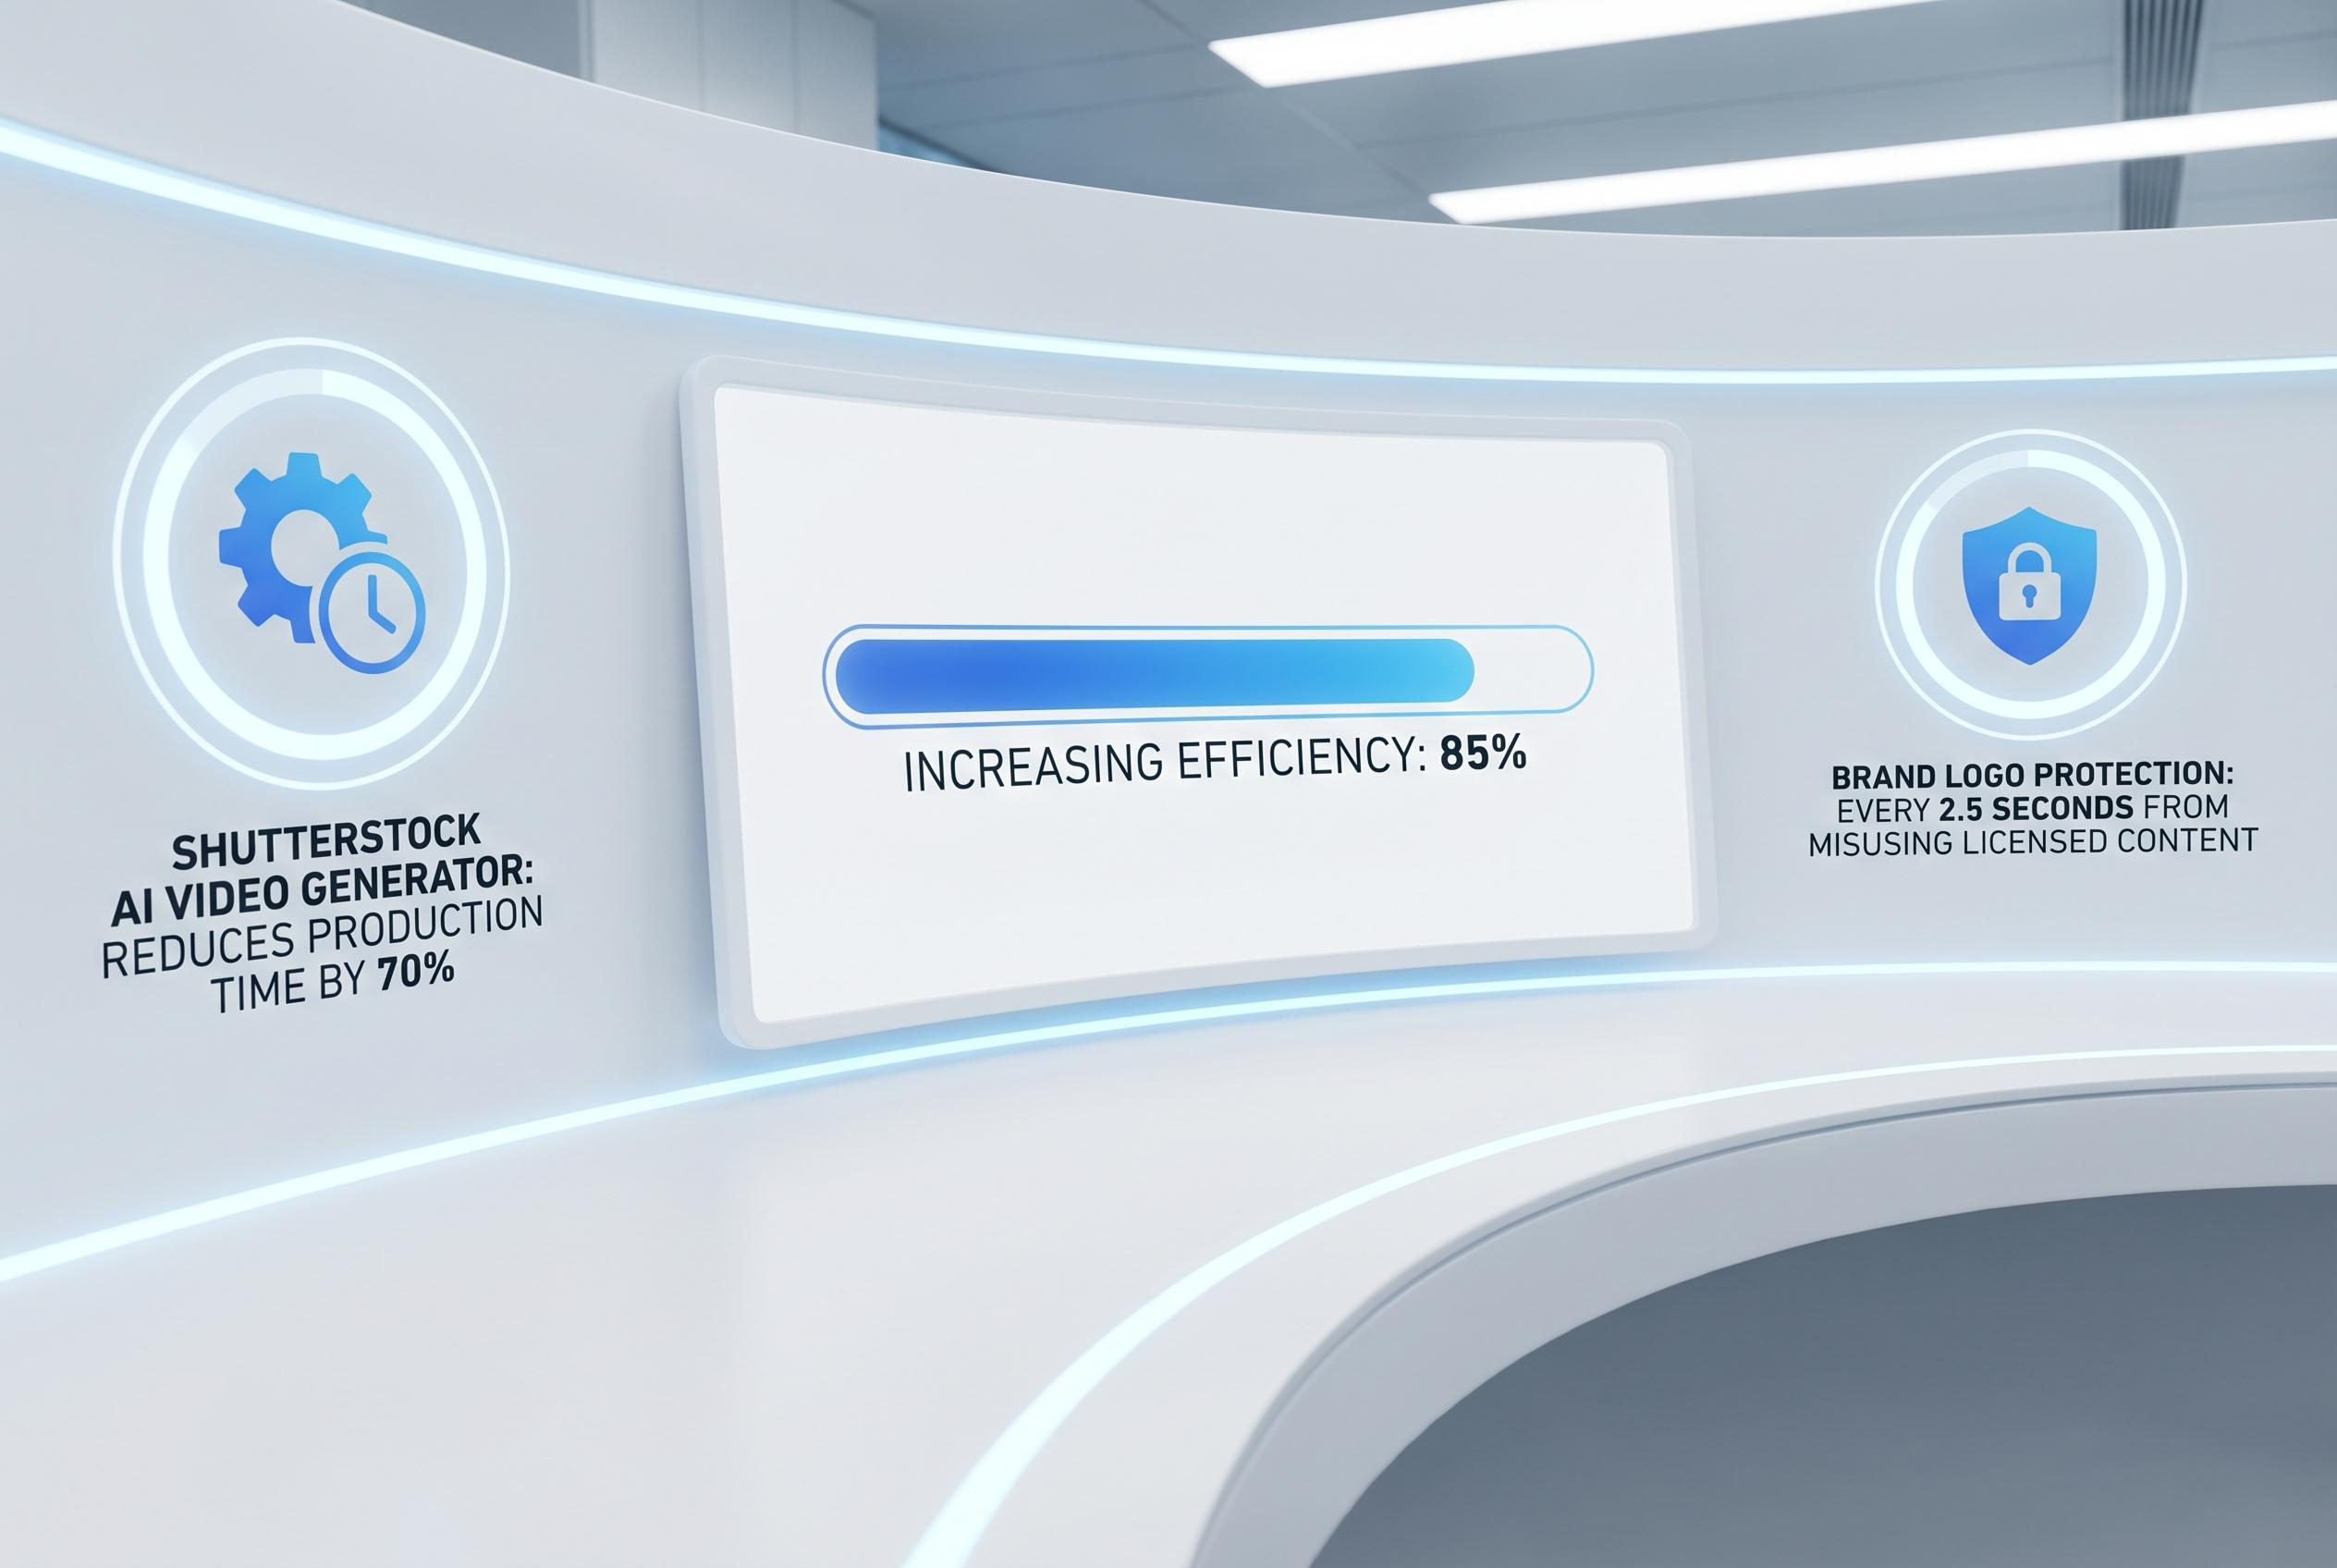 SHUTTERSTOCK
AI VIDEO GENERATOR:
REDUCES PRODUCTION
TIME BY 70%
INCREASING EFFICIENCY: 85%
BRAND LOGO PROTECTION:
EVERY 2.5 SECONDS FROM
MISUSING LICENSED CONTENT